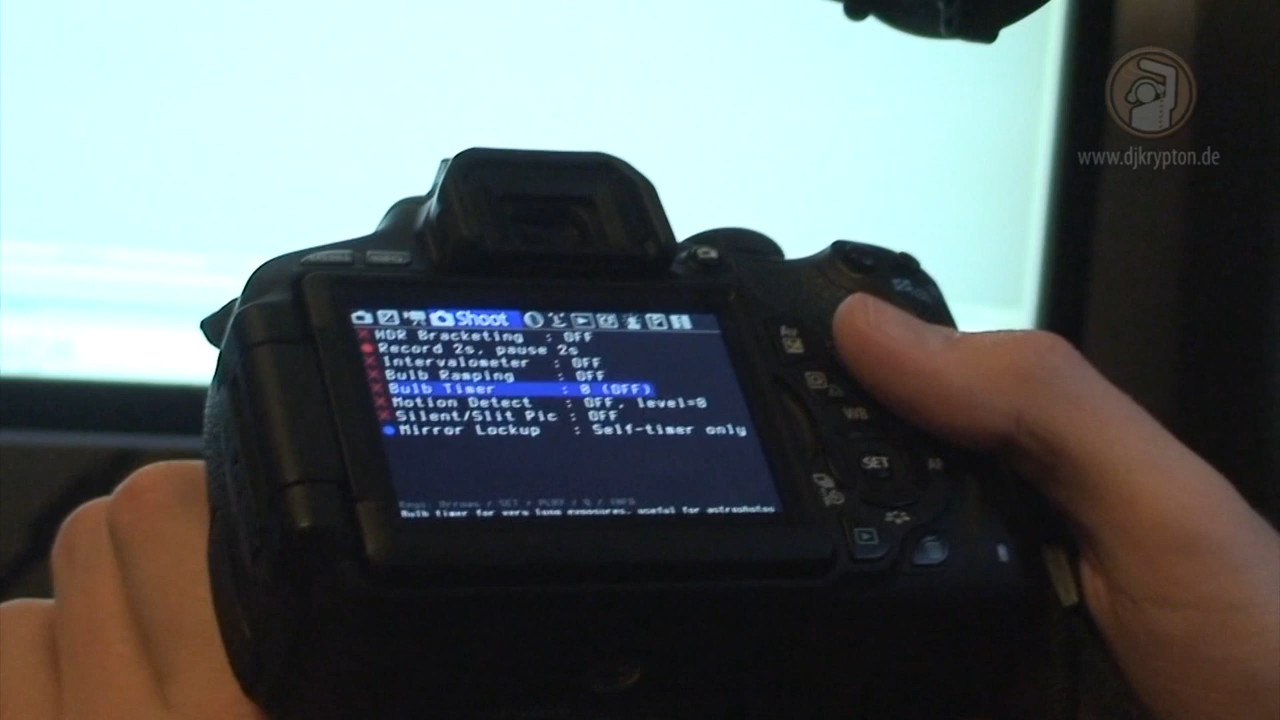 www.djkrypton.de
Shoot
HDR Bracketing : OFF
Record 2s, pause 2s
Intervalometer : OFF
Bulb Ramping : OFF
Bulb Timer : 0 (OFF)
Motion Detect : OFF, level=8
Silent/Slit Pic : OFF
Mirror Lockup : Self-timer only
Bulb timer for very long exposures, useful for astrophotos
Av
WB
SET
AF